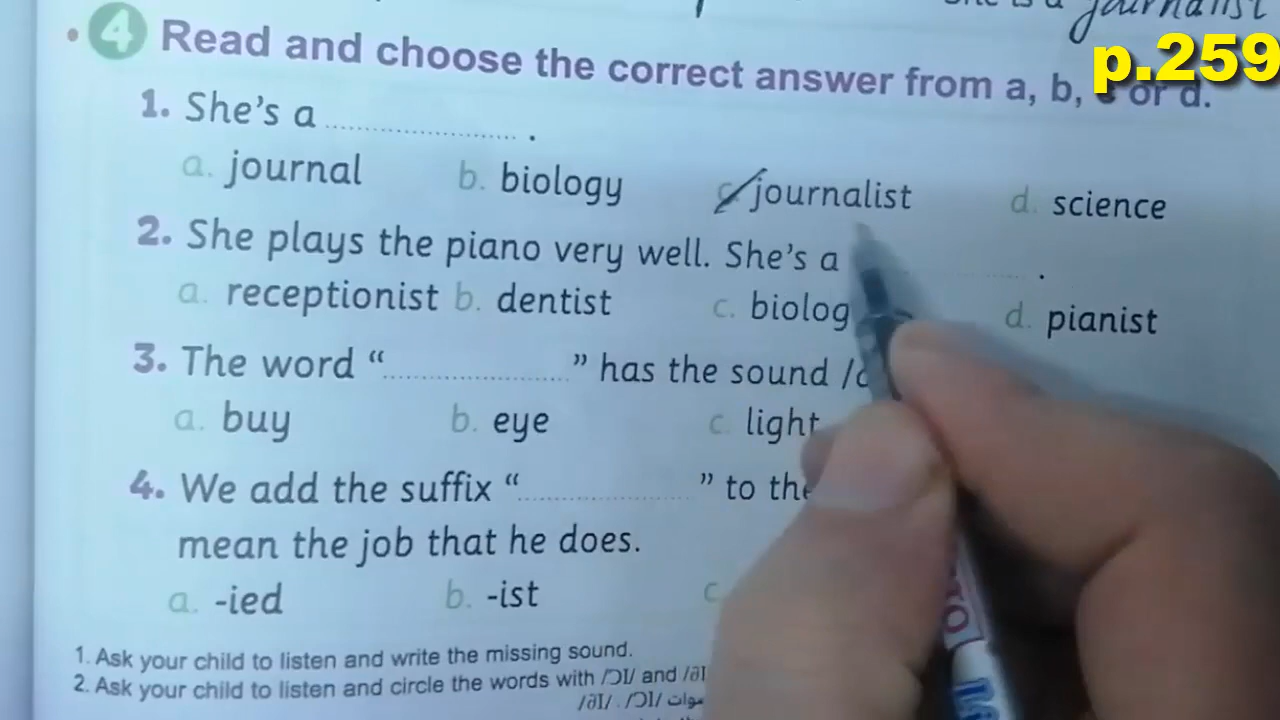 She is a journalist
p.259
4 Read and choose the correct answer from a, b, c or d.
1. She's a .................... .
a. journal b. biology c. journalist d. science
2. She plays the piano very well. She's a .......... .
a. receptionist b. dentist c. biolog d. pianist
3. The word “....................” has the sound
a. buy b. eye c. light
4. We add the suffix “....................” to the
mean the job that he does.
a. -ied b. -ist c.
1. Ask your child to listen and write the missing sound.
2. Ask your child to listen and circle the words with /ɔɪ/ and /aɪ
/aɪ/ . /ɔɪ/